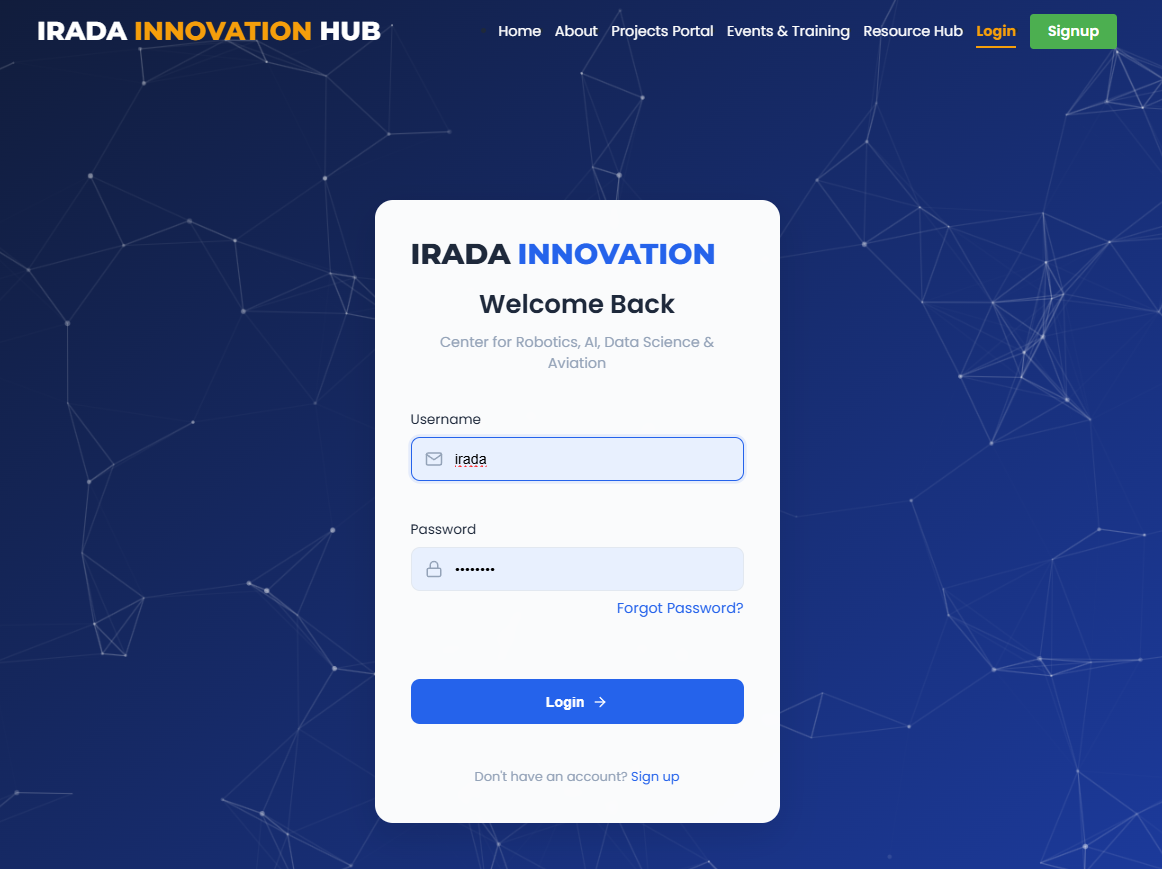 IRADA INNOVATION HUB
Home About Projects Portal Events & Training Resource Hub Login Signup
IRADA INNOVATION
Welcome Back
Center for Robotics, AI, Data Science &
Aviation
Username
irada
Password
••••••••
Forgot Password?
Login →
Don't have an account? Sign up